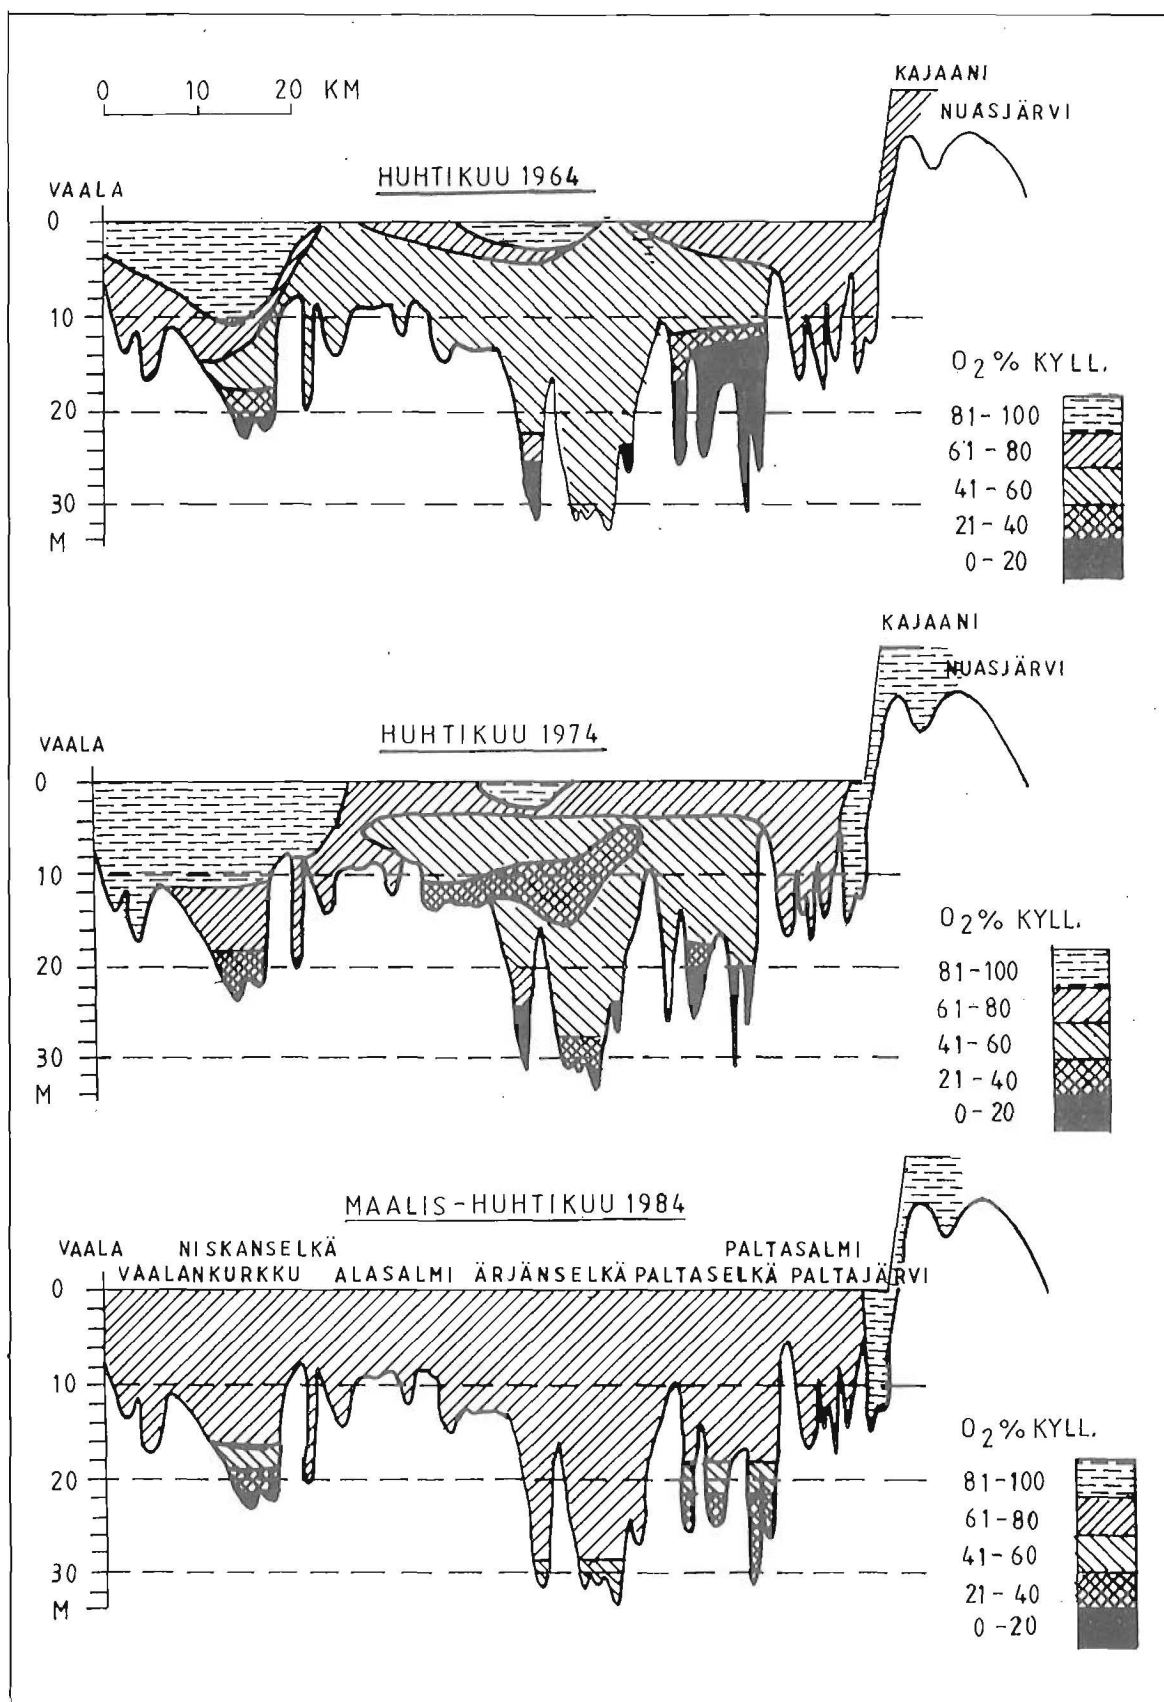 KAJAANI
0 10 20 KM
NUASJÄRVI
HUHTIKUU 1964
VAALA
0
10
20
30
M
O2% KYLL.
81-100
61-80
41-60
21-40
0-20
KAJAANI
NUASJÄRVI
HUHTIKUU 1974
VAALA
0
10
20
30
M
O2% KYLL.
81-100
61-80
41-60
21-40
0-20
MAALIS-HUHTIKUU 1984
VAALA NISKANSELKÄ PALTASALMI
VAALANKURKKU ALASALMI ÄRJÄNSELKÄ PALTASELKÄ PALTAJÄRVI
0
10
20
30
M
O2% KYLL.
81-100
61-80
41-60
21-40
0-20